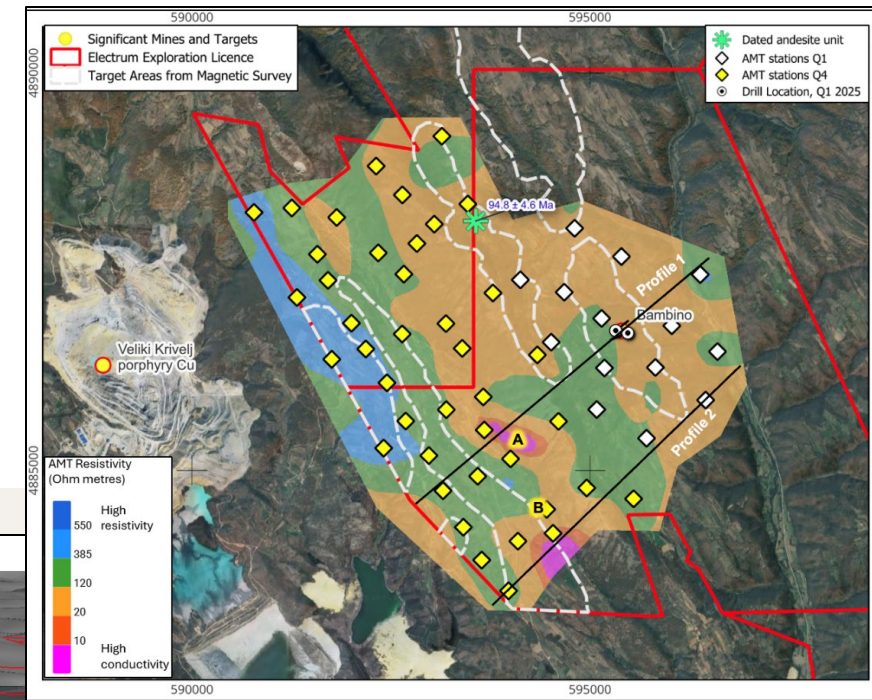 590000
595000
Significant Mines and Targets
Electrum Exploration Licence
Target Areas from Magnetic Survey
Dated andesite unit
AMT stations Q1
AMT stations Q4
Drill Location, Q1 2025
4890000
4885000
94.8 ± 4.6 Ma
Profile 1
Bambino
Veliki Krivelj
porphyry Cu
Profile 2
A
B
AMT Resistivity
(Ohm metres)
High
resistivity
550
385
120
20
10
High
conductivity
590000
595000